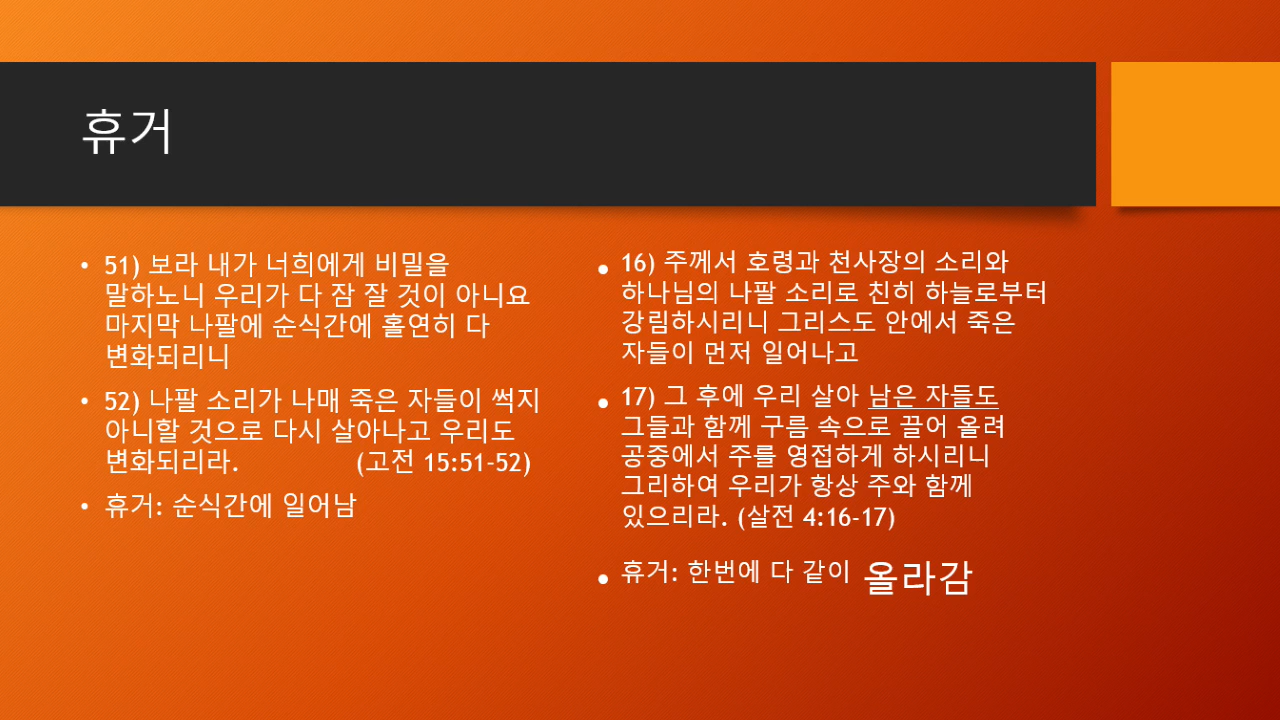 휴거
• 51) 보라 내가 너희에게 비밀을
말하노니 우리가 다 잠 잘 것이 아니요
마지막 나팔에 순식간에 홀연히 다
변화되리니
• 52) 나팔 소리가 나매 죽은 자들이 썩지
아니할 것으로 다시 살아나고 우리도
변화되리라. (고전 15:51-52)
• 휴거: 순식간에 일어남
• 16) 주께서 호령과 천사장의 소리와
하나님의 나팔 소리로 친히 하늘로부터
강림하시리니 그리스도 안에서 죽은
자들이 먼저 일어나고
• 17) 그 후에 우리 살아 남은 자들도
그들과 함께 구름 속으로 끌어 올려
공중에서 주를 영접하게 하시리니
그리하여 우리가 항상 주와 함께
있으리라. (살전 4:16-17)
• 휴거: 한번에 다 같이 올라감